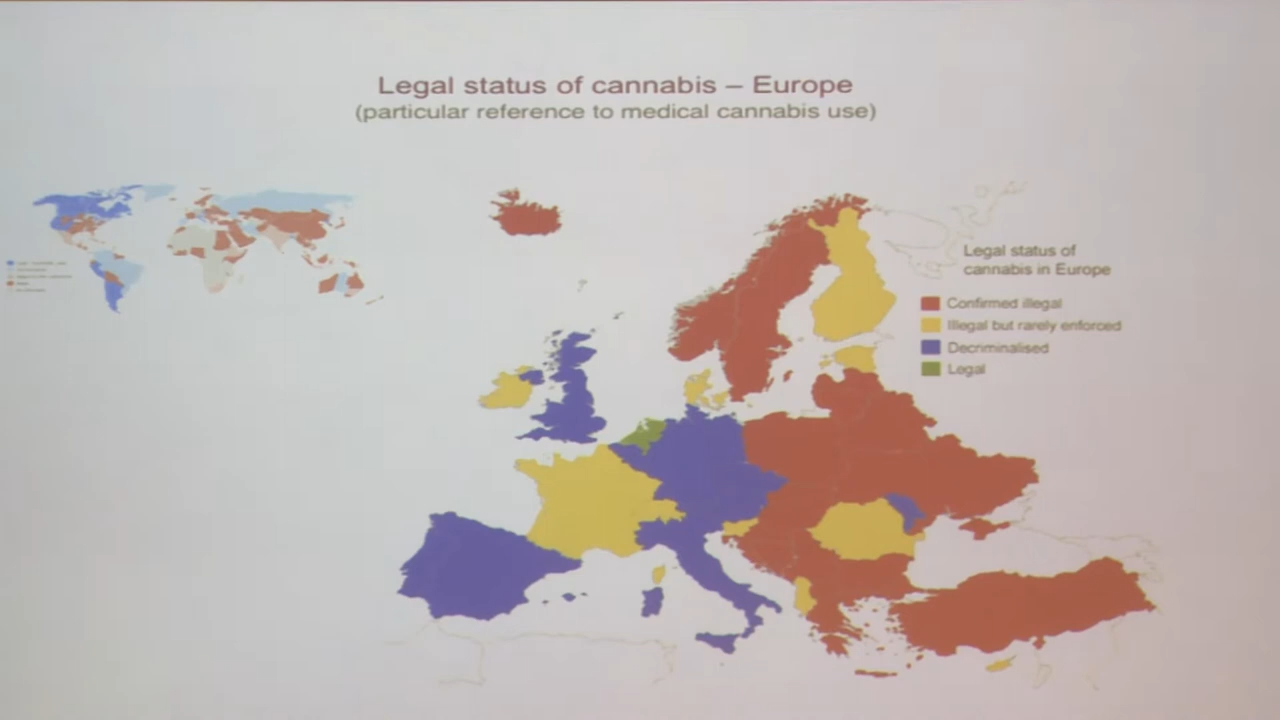 Legal status of cannabis – Europe
(particular reference to medical cannabis use)
Legal status of
cannabis in Europe
Confirmed illegal
Illegal but rarely enforced
Decriminalised
Legal